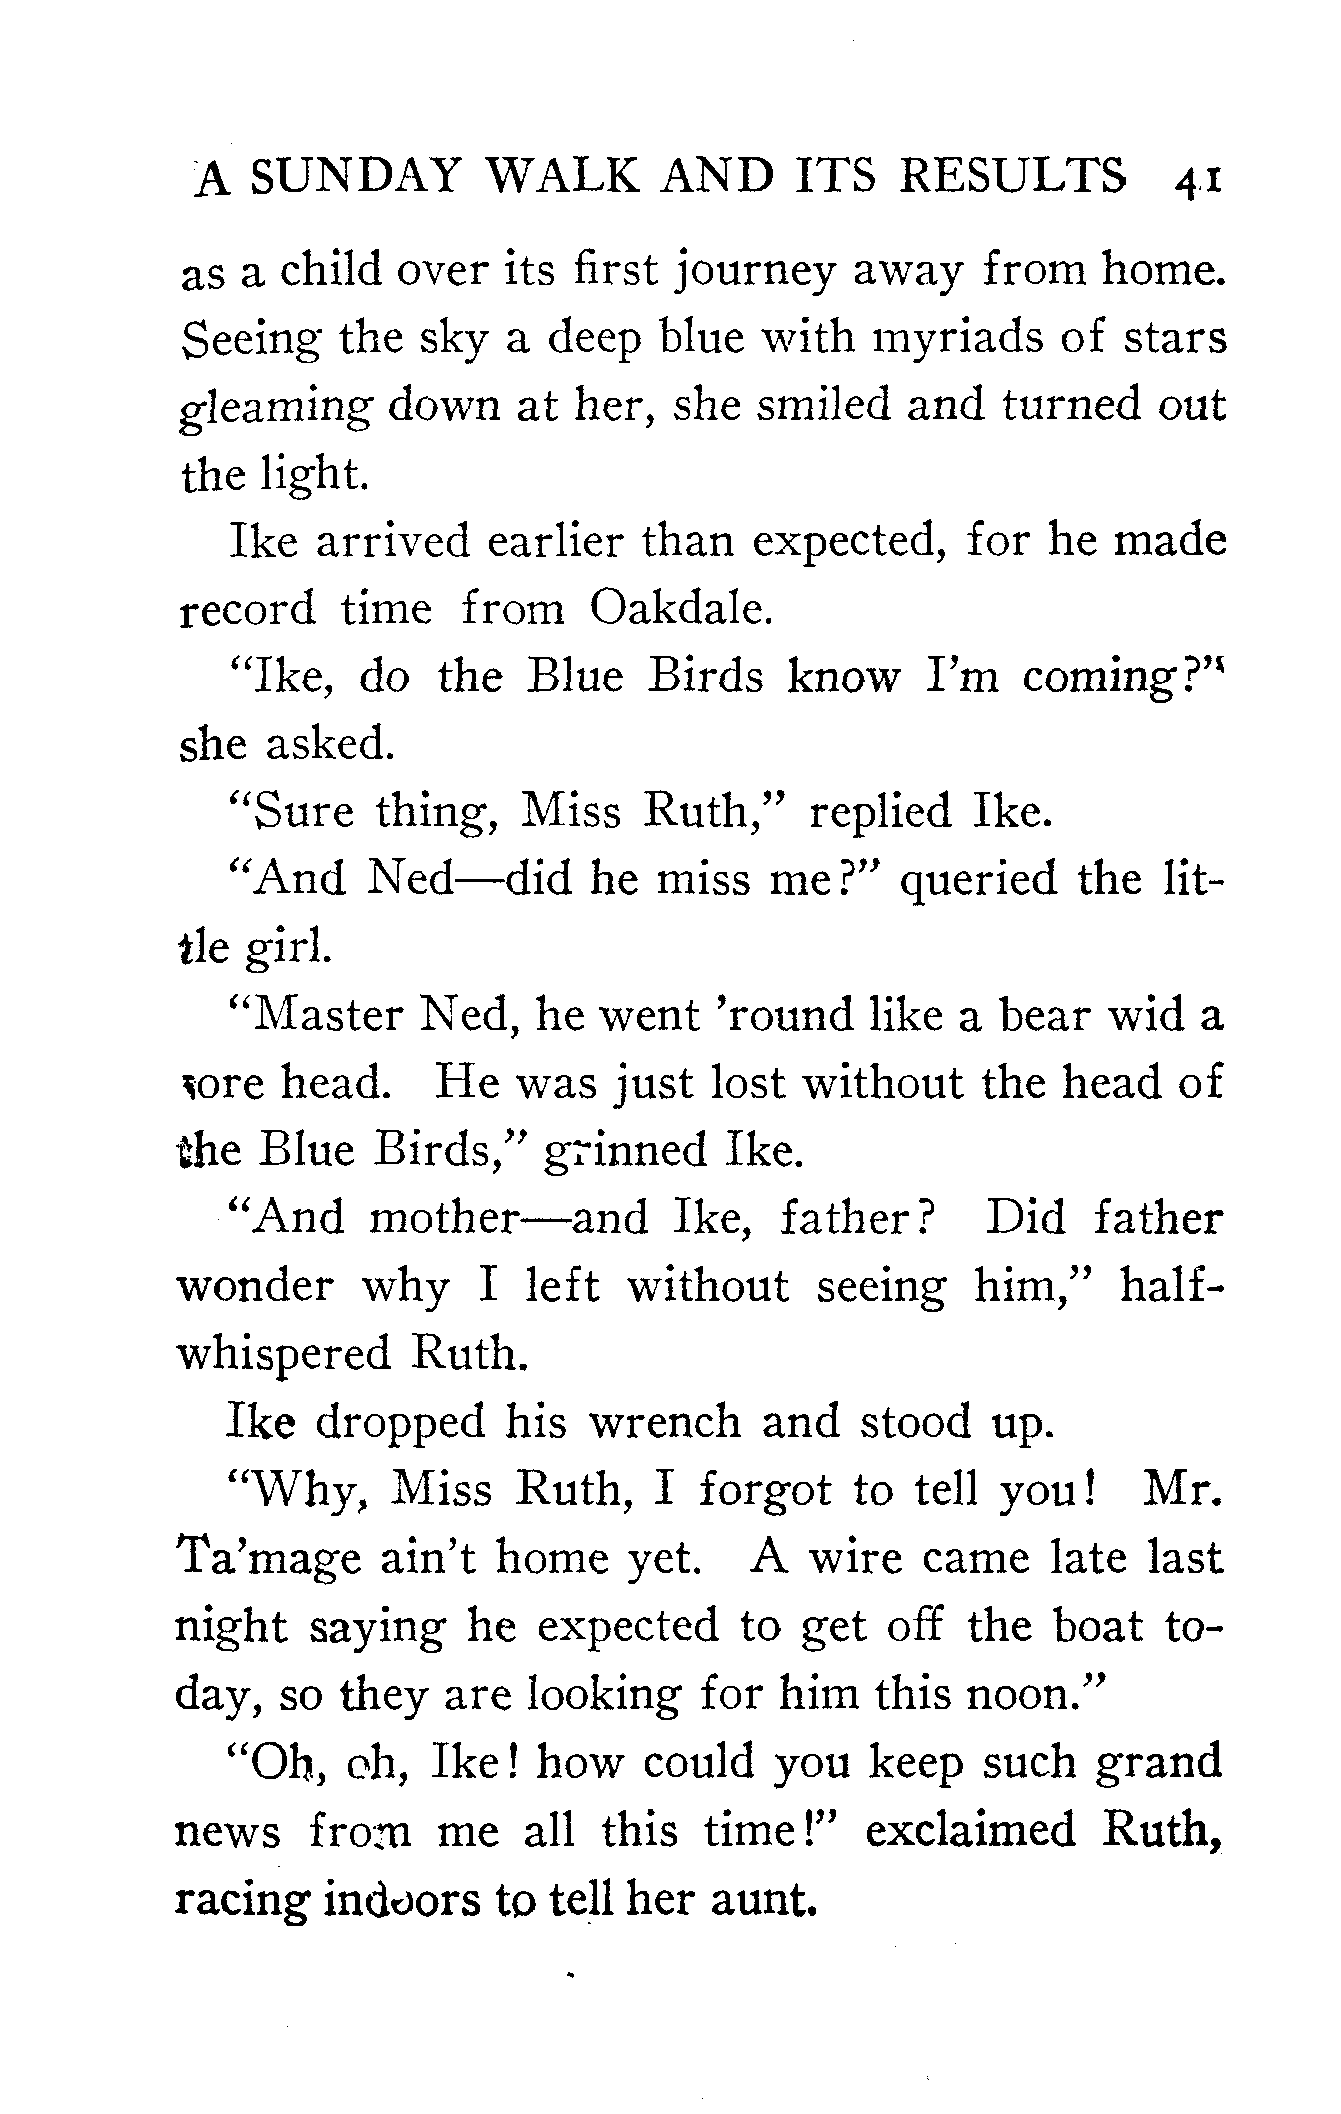 A SUNDAY WALK AND ITS RESULTS 41
as a child over its first journey away from home.
Seeing the sky a deep blue with myriads of stars
gleaming down at her, she smiled and turned out
the light.
Ike arrived earlier than expected, for he made
record time from Oakdale.
“Ike, do the Blue Birds know I’m coming?”
she asked.
“Sure thing, Miss Ruth,” replied Ike.
“And Ned—did he miss me?” queried the lit-
tle girl.
“Master Ned, he went ’round like a bear wid a
sore head. He was just lost without the head of
the Blue Birds,” grinned Ike.
“And mother—and Ike, father? Did father
wonder why I left without seeing him,” half-
whispered Ruth.
Ike dropped his wrench and stood up.
“Why, Miss Ruth, I forgot to tell you! Mr.
Ta’mage ain’t home yet. A wire came late last
night saying he expected to get off the boat to-
day, so they are looking for him this noon.”
“Oh, oh, Ike! how could you keep such grand
news from me all this time!” exclaimed Ruth,
racing indoors to tell her aunt.